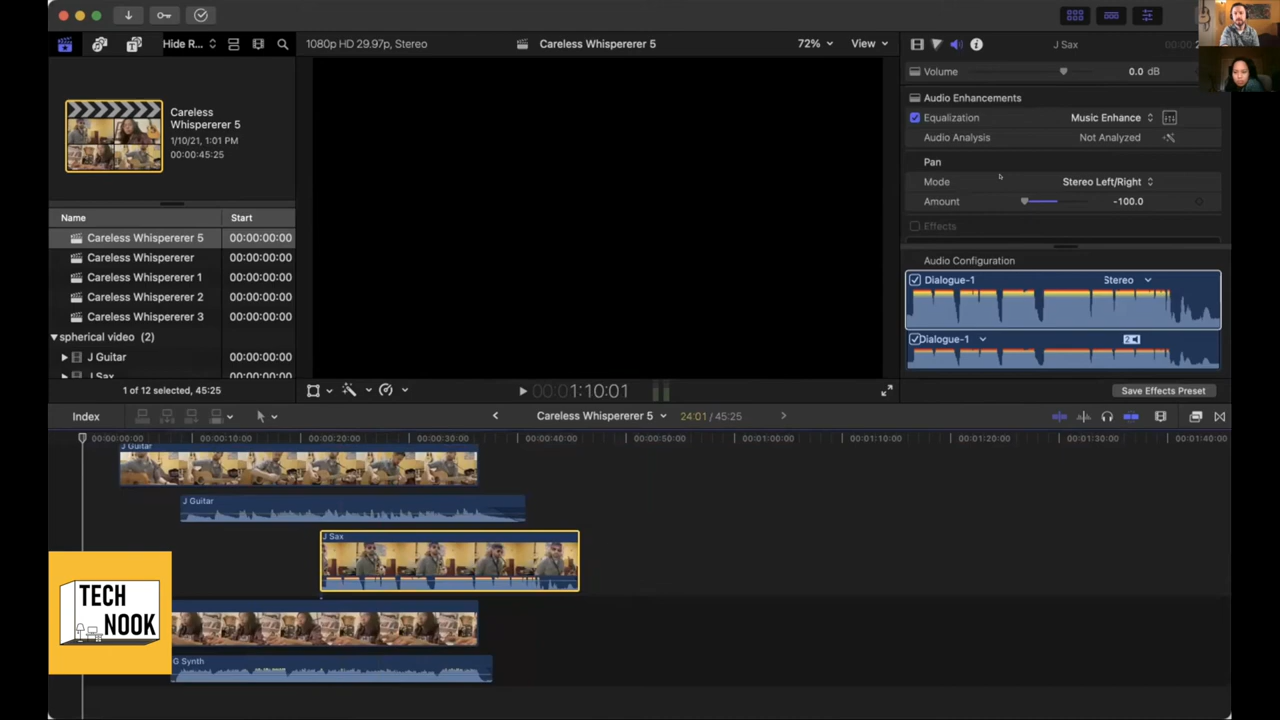 Hide R...
1080p HD 29.97p, Stereo
Careless Whispererer 5
72%
View
J Sax
Careless
Whispererer 5
1/10/21, 1:01 PM
00:00:45:25
Volume
0.0 dB
Audio Enhancements
Equalization
Music Enhance
Audio Analysis
Not Analyzed
Pan
Mode
Stereo Left/Right
Amount
-100.0
Effects
Name
Start
Careless Whispererer 5
00:00:00:00
Careless Whispererer
00:00:00:00
Careless Whispererer 1
00:00:00:00
Careless Whispererer 2
00:00:00:00
Careless Whispererer 3
00:00:00:00
spherical video (2)
J Guitar
J Sax
1 of 12 selected, 45:25
00:00:1:10:01
Audio Configuration
Dialogue-1
Stereo
Dialogue-1
2
Save Effects Preset
Index
Careless Whispererer 5
24:01 / 45:25
00:00:00:00
00:00:10:00
00:00:20:00
00:00:30:00
00:00:40:00
00:00:50:00
00:01:00:00
00:01:10:00
00:01:20:00
00:01:30:00
00:01:40:00
J Guitar
J Guitar
J Sax
G Synth
TECH
NOOK